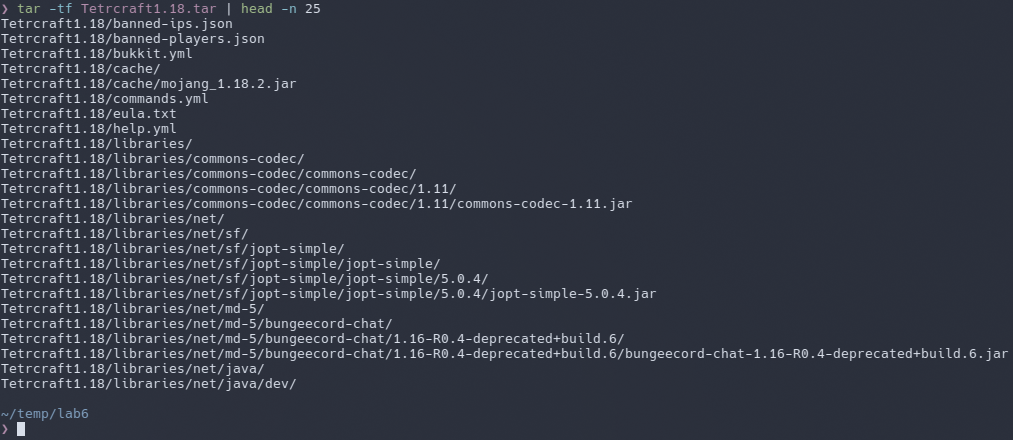 ❯ tar -tf Tetrcraft1.18.tar | head -n 25
Tetrcraft1.18/banned-ips.json
Tetrcraft1.18/banned-players.json
Tetrcraft1.18/bukkit.yml
Tetrcraft1.18/cache/
Tetrcraft1.18/cache/mojang_1.18.2.jar
Tetrcraft1.18/commands.yml
Tetrcraft1.18/eula.txt
Tetrcraft1.18/help.yml
Tetrcraft1.18/libraries/
Tetrcraft1.18/libraries/commons-codec/
Tetrcraft1.18/libraries/commons-codec/commons-codec/
Tetrcraft1.18/libraries/commons-codec/commons-codec/1.11/
Tetrcraft1.18/libraries/commons-codec/commons-codec/1.11/commons-codec-1.11.jar
Tetrcraft1.18/libraries/net/
Tetrcraft1.18/libraries/net/sf/
Tetrcraft1.18/libraries/net/sf/jopt-simple/
Tetrcraft1.18/libraries/net/sf/jopt-simple/jopt-simple/
Tetrcraft1.18/libraries/net/sf/jopt-simple/jopt-simple/5.0.4/
Tetrcraft1.18/libraries/net/sf/jopt-simple/jopt-simple/5.0.4/jopt-simple-5.0.4.jar
Tetrcraft1.18/libraries/net/md-5/
Tetrcraft1.18/libraries/net/md-5/bungeecord-chat/
Tetrcraft1.18/libraries/net/md-5/bungeecord-chat/1.16-R0.4-deprecated+build.6/
Tetrcraft1.18/libraries/net/md-5/bungeecord-chat/1.16-R0.4-deprecated+build.6/bungeecord-chat-1.16-R0.4-deprecated+build.6.jar
Tetrcraft1.18/libraries/net/java/
Tetrcraft1.18/libraries/net/java/dev/
~/temp/lab6
❯